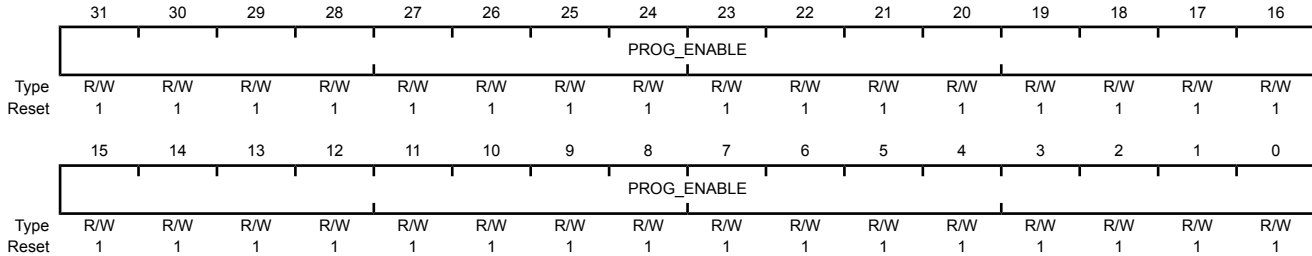 31 30 29 28 27 26 25 24 23 22 21 20 19 18 17 16
PROG_ENABLE
Type R/W R/W R/W R/W R/W R/W R/W R/W R/W R/W R/W R/W R/W R/W R/W R/W
Reset 1 1 1 1 1 1 1 1 1 1 1 1 1 1 1 1
15 14 13 12 11 10 9 8 7 6 5 4 3 2 1 0
PROG_ENABLE
Type R/W R/W R/W R/W R/W R/W R/W R/W R/W R/W R/W R/W R/W R/W R/W R/W
Reset 1 1 1 1 1 1 1 1 1 1 1 1 1 1 1 1